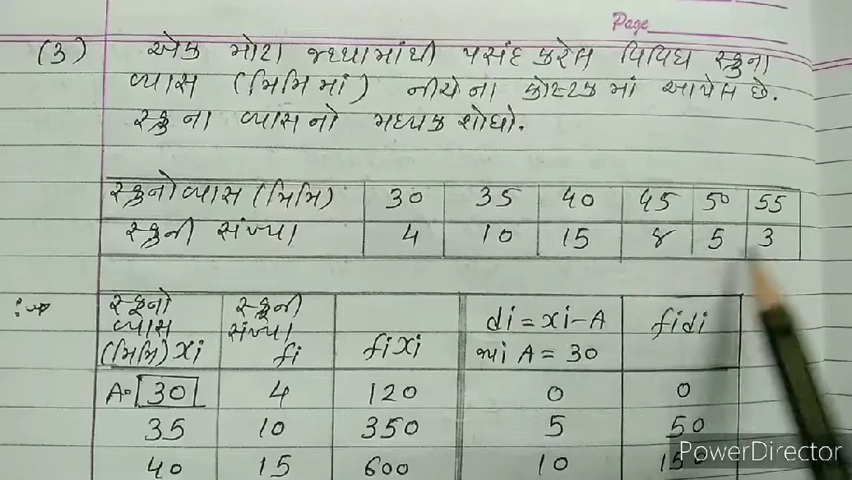 Page
(3) એક મોટા જથ્થામાંથી પસંદ કરેલ વિવિધ સ્ક્રુના
વ્યાસ (મિમિમાં) નીચેના કોષ્ટકમાં આપેલ છે.
સ્ક્રુના વ્યાસનો મધ્યક શોધો.
સ્ક્રુનો વ્યાસ (મિમિ) 30 35 40 45 50 55
સ્ક્રુની સંખ્યા 4 10 15 8 5 3
સ્ક્રુનો વ્યાસ (મિમિ) xi સ્ક્રુની સંખ્યા fi fixi di = xi-A જ્યાં A = 30 fidi
A= 30 4 120 0 0
35 10 350 5 50
40 15 600 10 150
PowerDirector